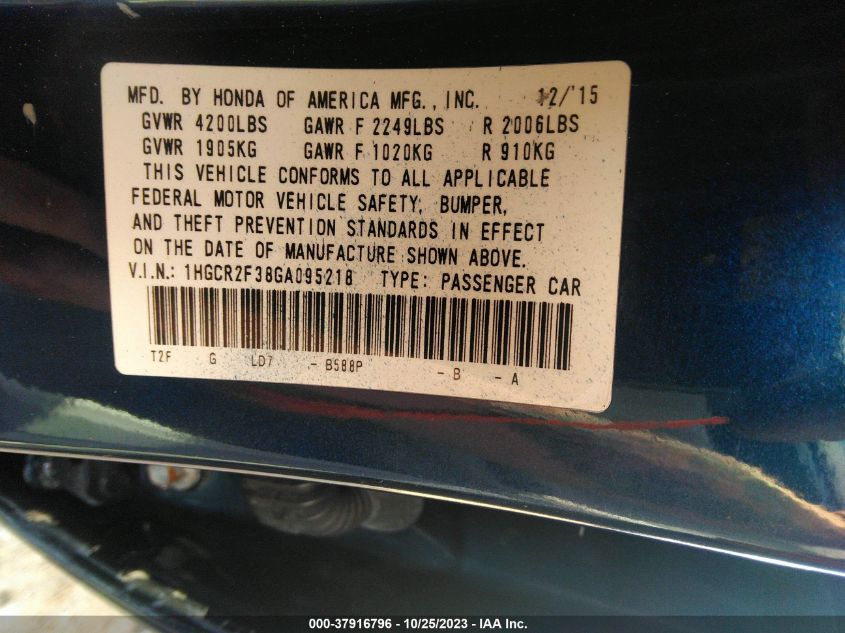 MFD. BY HONDA OF AMERICA MFG., INC. 12/'15
GVWR 4200LBS GAWR F 2249LBS R 2006LBS
GVWR 1905KG GAWR F 1020KG R 910KG
THIS VEHICLE CONFORMS TO ALL APPLICABLE
FEDERAL MOTOR VEHICLE SAFETY, BUMPER,
AND THEFT PREVENTION STANDARDS IN EFFECT
ON THE DATE OF MANUFACTURE SHOWN ABOVE.
V.I.N.: 1HGCR2F38GA095218 TYPE: PASSENGER CAR
T2F G LD7 - B588P - B - A
000-37916796 - 10/25/2023 - IAA Inc.